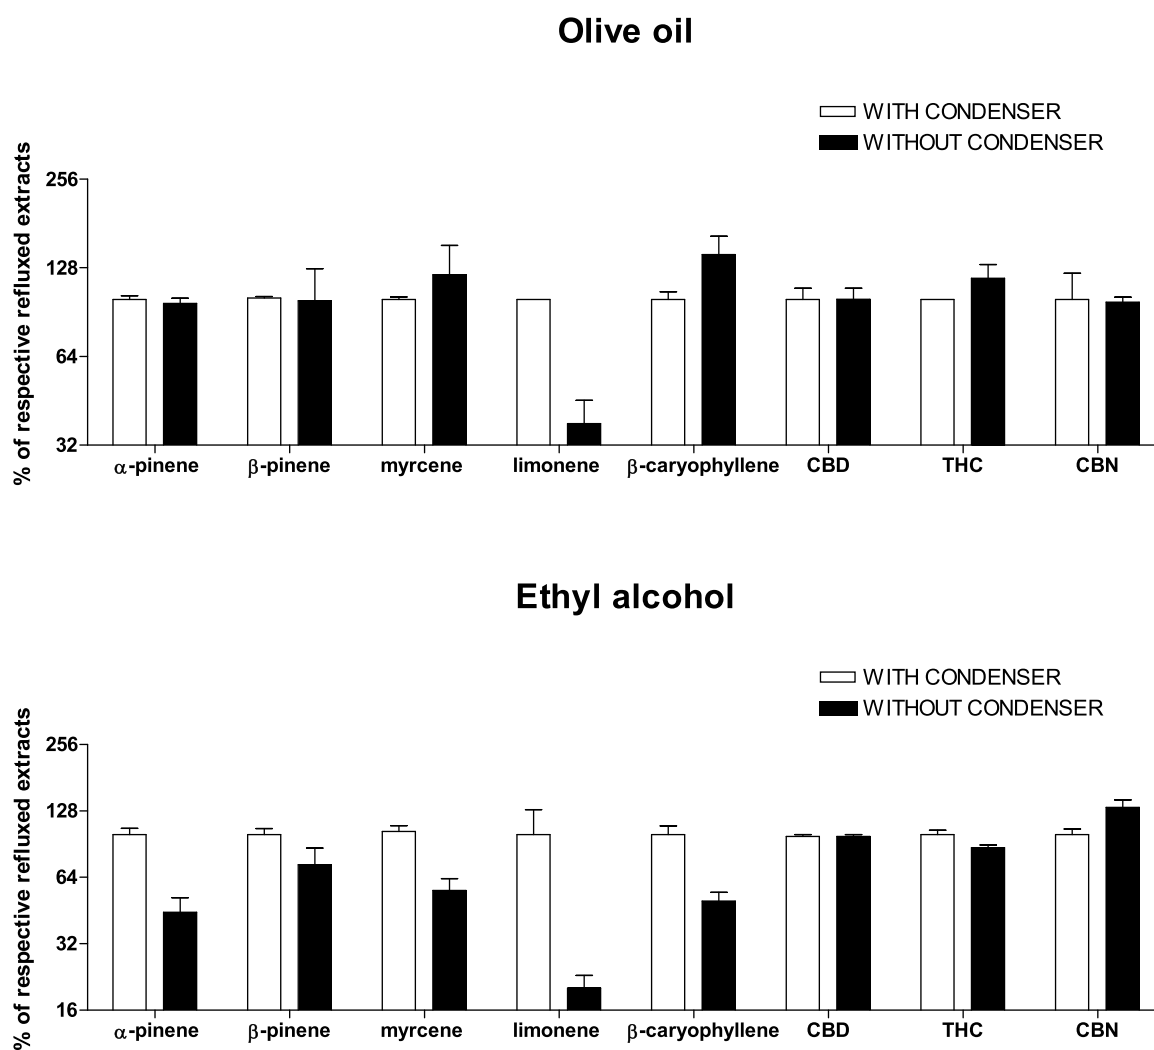 Olive oil
WITH CONDENSER
WITHOUT CONDENSER
% of respective refluxed extracts
256
128
64
32
α-pinene β-pinene myrcene limonene β-caryophyllene CBD THC CBN
Ethyl alcohol
WITH CONDENSER
WITHOUT CONDENSER
% of respective refluxed extracts
256
128
64
32
16
α-pinene β-pinene myrcene limonene β-caryophyllene CBD THC CBN